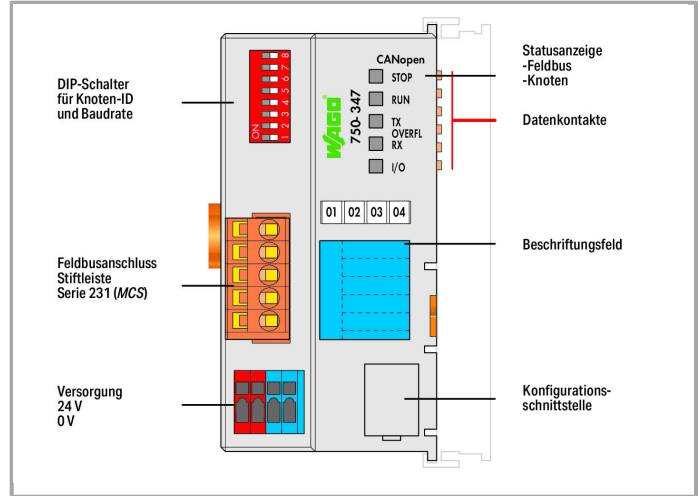 DIP-Schalter
für Knoten-ID
und Baudrate
Feldbusanschluss
Stiftleiste
Serie 231 (MCS)
Versorgung
24 V
0 V
ON
1 2 3 4 5 6 7 8
WAGO
750-347
CANopen
STOP
RUN
TX
OVERFL
RX
I/O
01 02 03 04
Statusanzeige
-Feldbus
-Knoten
Datenkontakte
Beschriftungsfeld
Konfigurations-
schnittstelle